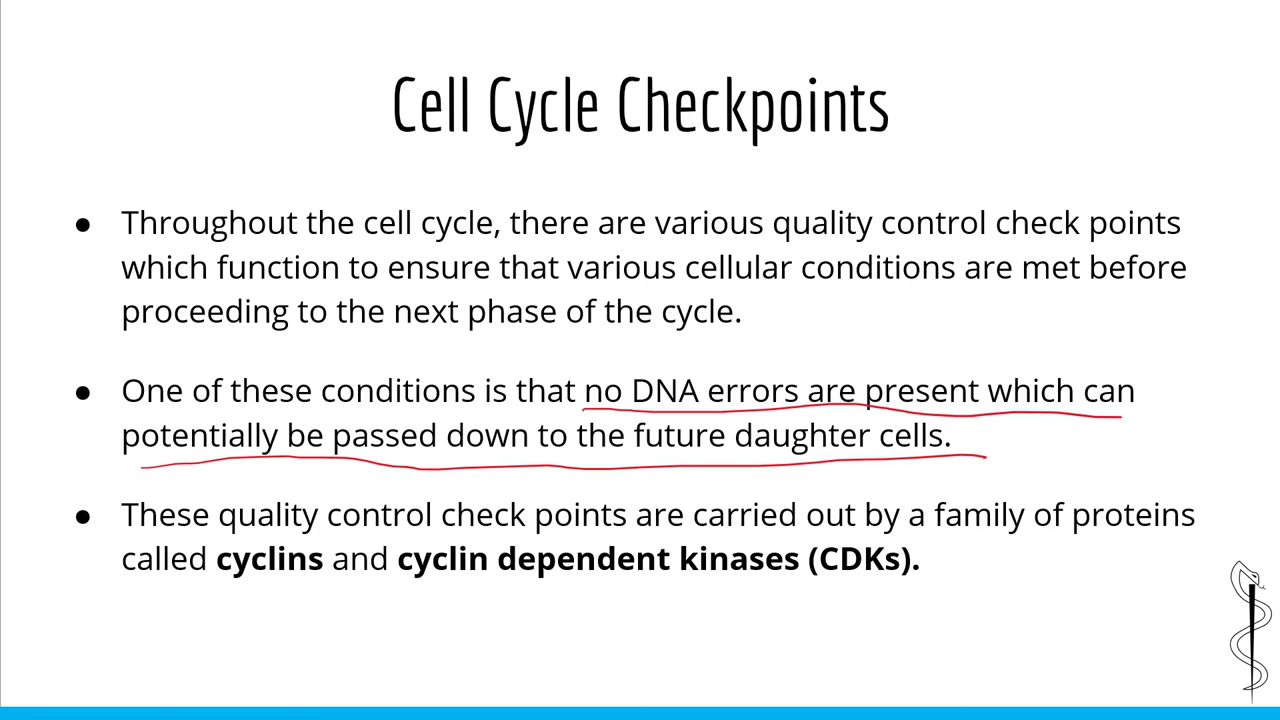 Cell Cycle Checkpoints
● Throughout the cell cycle, there are various quality control check points
which function to ensure that various cellular conditions are met before
proceeding to the next phase of the cycle.
● One of these conditions is that no DNA errors are present which can
potentially be passed down to the future daughter cells.
● These quality control check points are carried out by a family of proteins
called cyclins and cyclin dependent kinases (CDKs).